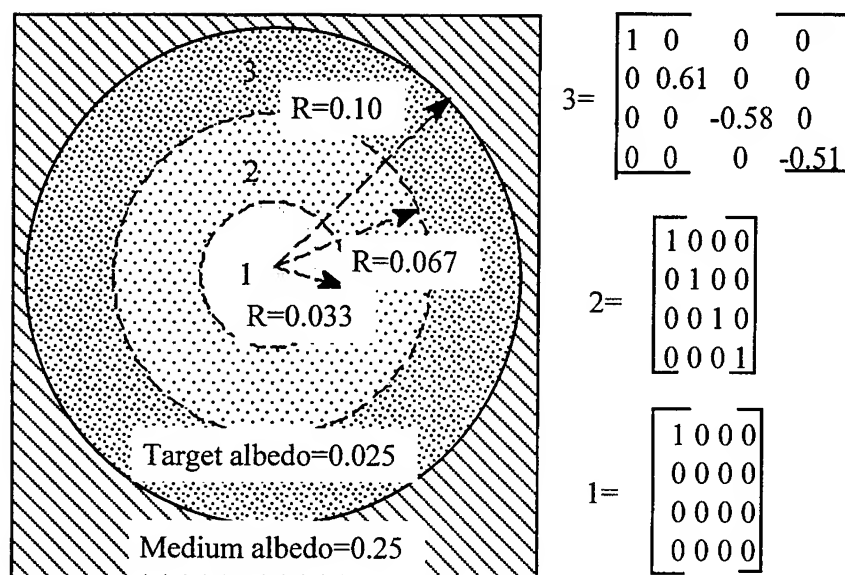 3
R=0.10
2
1
R=0.067
R=0.033
Target albedo=0.025
Medium albedo=0.25
3=
1 0 0 0
0 0.61 0 0
0 0 -0.58 0
0 0 0 -0.51
2=
1 0 0 0
0 1 0 0
0 0 1 0
0 0 0 1
1=
1 0 0 0
0 0 0 0
0 0 0 0
0 0 0 0